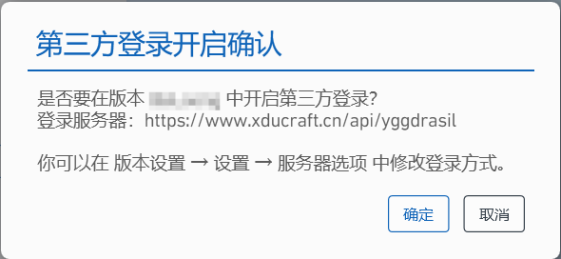 第三方登录开启确认
是否要在版本 中开启第三方登录?
登录服务器：https://www.xducraft.cn/api/yggdrasil
你可以在 版本设置 → 设置 → 服务器选项 中修改登录方式。
确定
取消